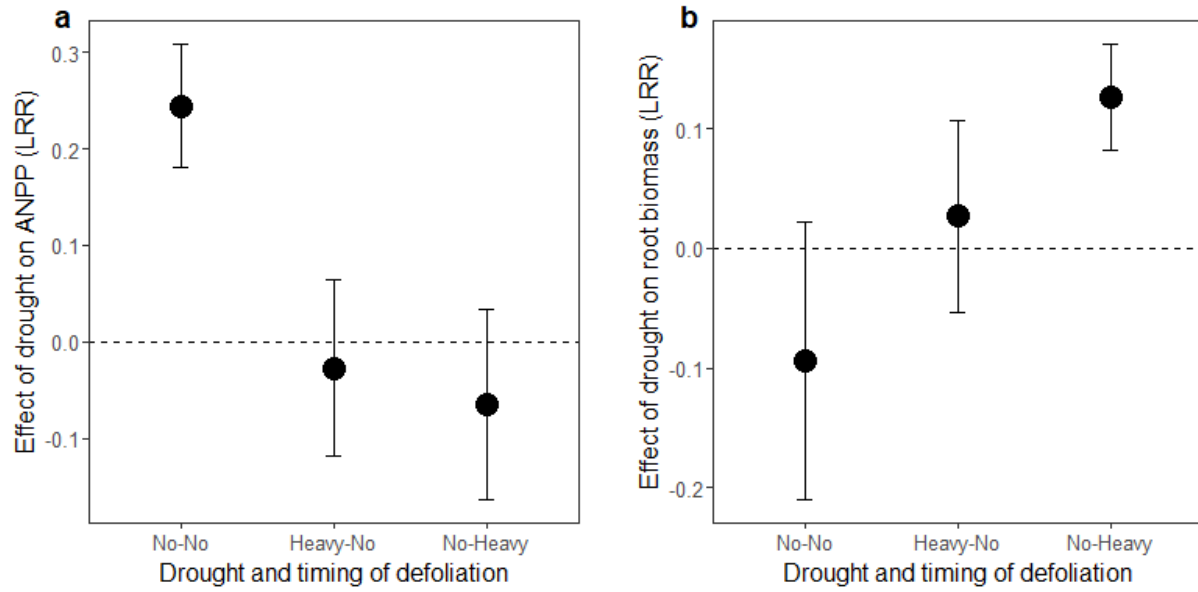 a
Effect of drought on ANPP (LRR)
0.3
0.2
0.1
0.0
-0.1
No-No Heavy-No No-Heavy
Drought and timing of defoliation
b
Effect of drought on root biomass (LRR)
0.1
0.0
-0.1
-0.2
No-No Heavy-No No-Heavy
Drought and timing of defoliation